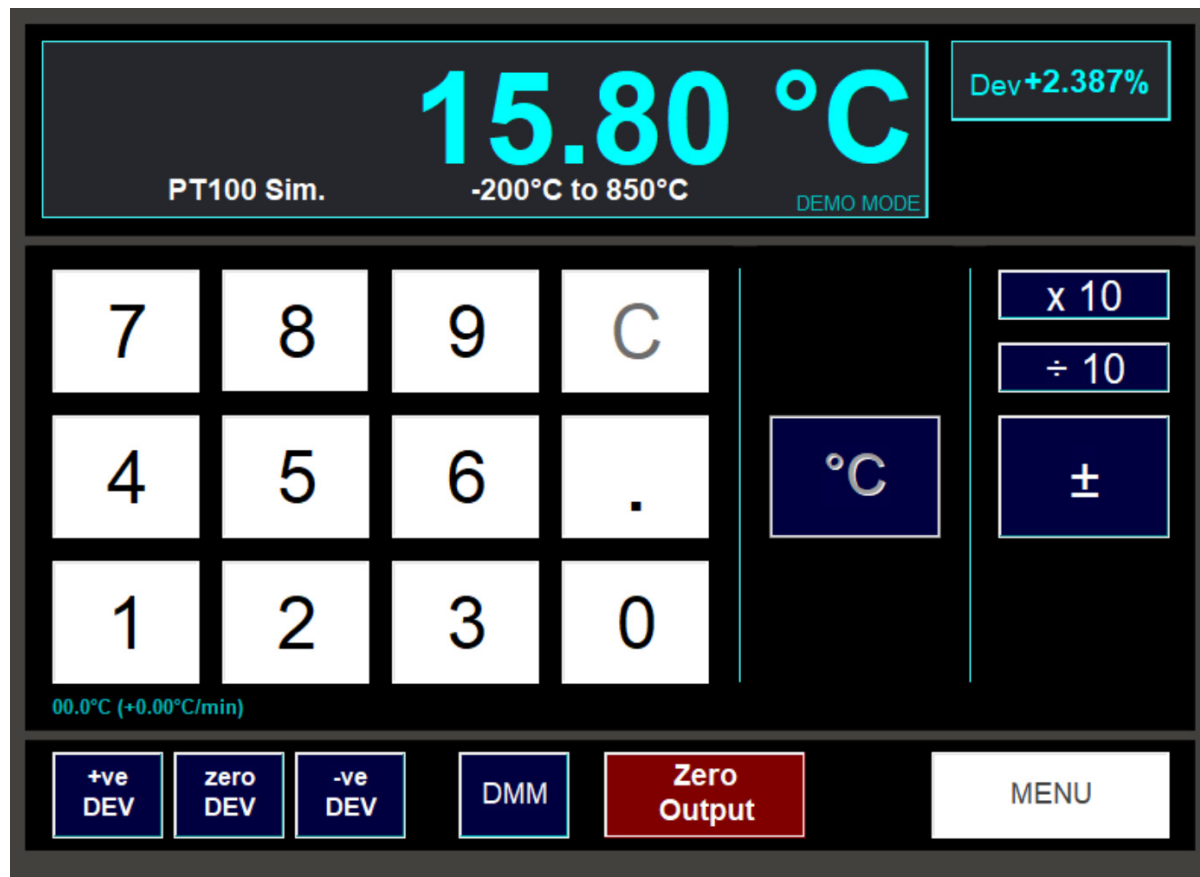 15.80 °C
Dev+2.387%
PT100 Sim.
-200°C to 850°C
DEMO MODE
7 8 9 C
x 10
÷ 10
4 5 6 .
°C
±
1 2 3 0
00.0°C (+0.00°C/min)
+ve
DEV
zero
DEV
-ve
DEV
DMM
Zero
Output
MENU